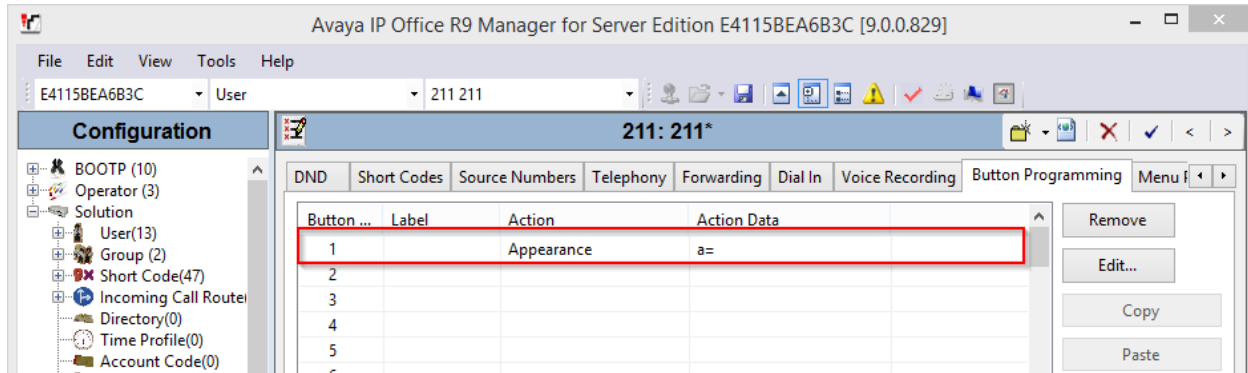 Avaya IP Office R9 Manager for Server Edition E4115BEA6B3C [9.0.0.829]
File Edit View Tools Help
E4115BEA6B3C User 211 211
Configuration
211: 211*
BOOTP (10)
Operator (3)
Solution
User(13)
Group (2)
Short Code(47)
Incoming Call Route(
Directory(0)
Time Profile(0)
Account Code(0)
DND Short Codes Source Numbers Telephony Forwarding Dial In Voice Recording Button Programming Menu
Button ... Label Action Action Data
1 Appearance a=
2
3
4
5
Remove
Edit...
Copy
Paste